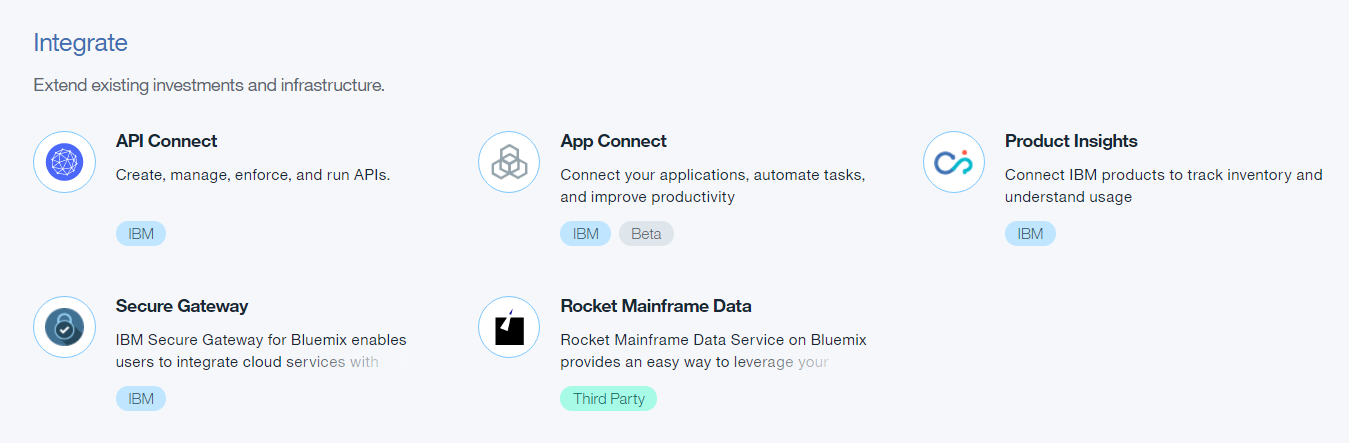 Integrate
Extend existing investments and infrastructure.
API Connect
Create, manage, enforce, and run APIs.
IBM
App Connect
Connect your applications, automate tasks,
and improve productivity
IBM Beta
Product Insights
Connect IBM products to track inventory and
understand usage
IBM
Secure Gateway
IBM Secure Gateway for Bluemix enables
users to integrate cloud services with
IBM
Rocket Mainframe Data
Rocket Mainframe Data Service on Bluemix
provides an easy way to leverage your
Third Party